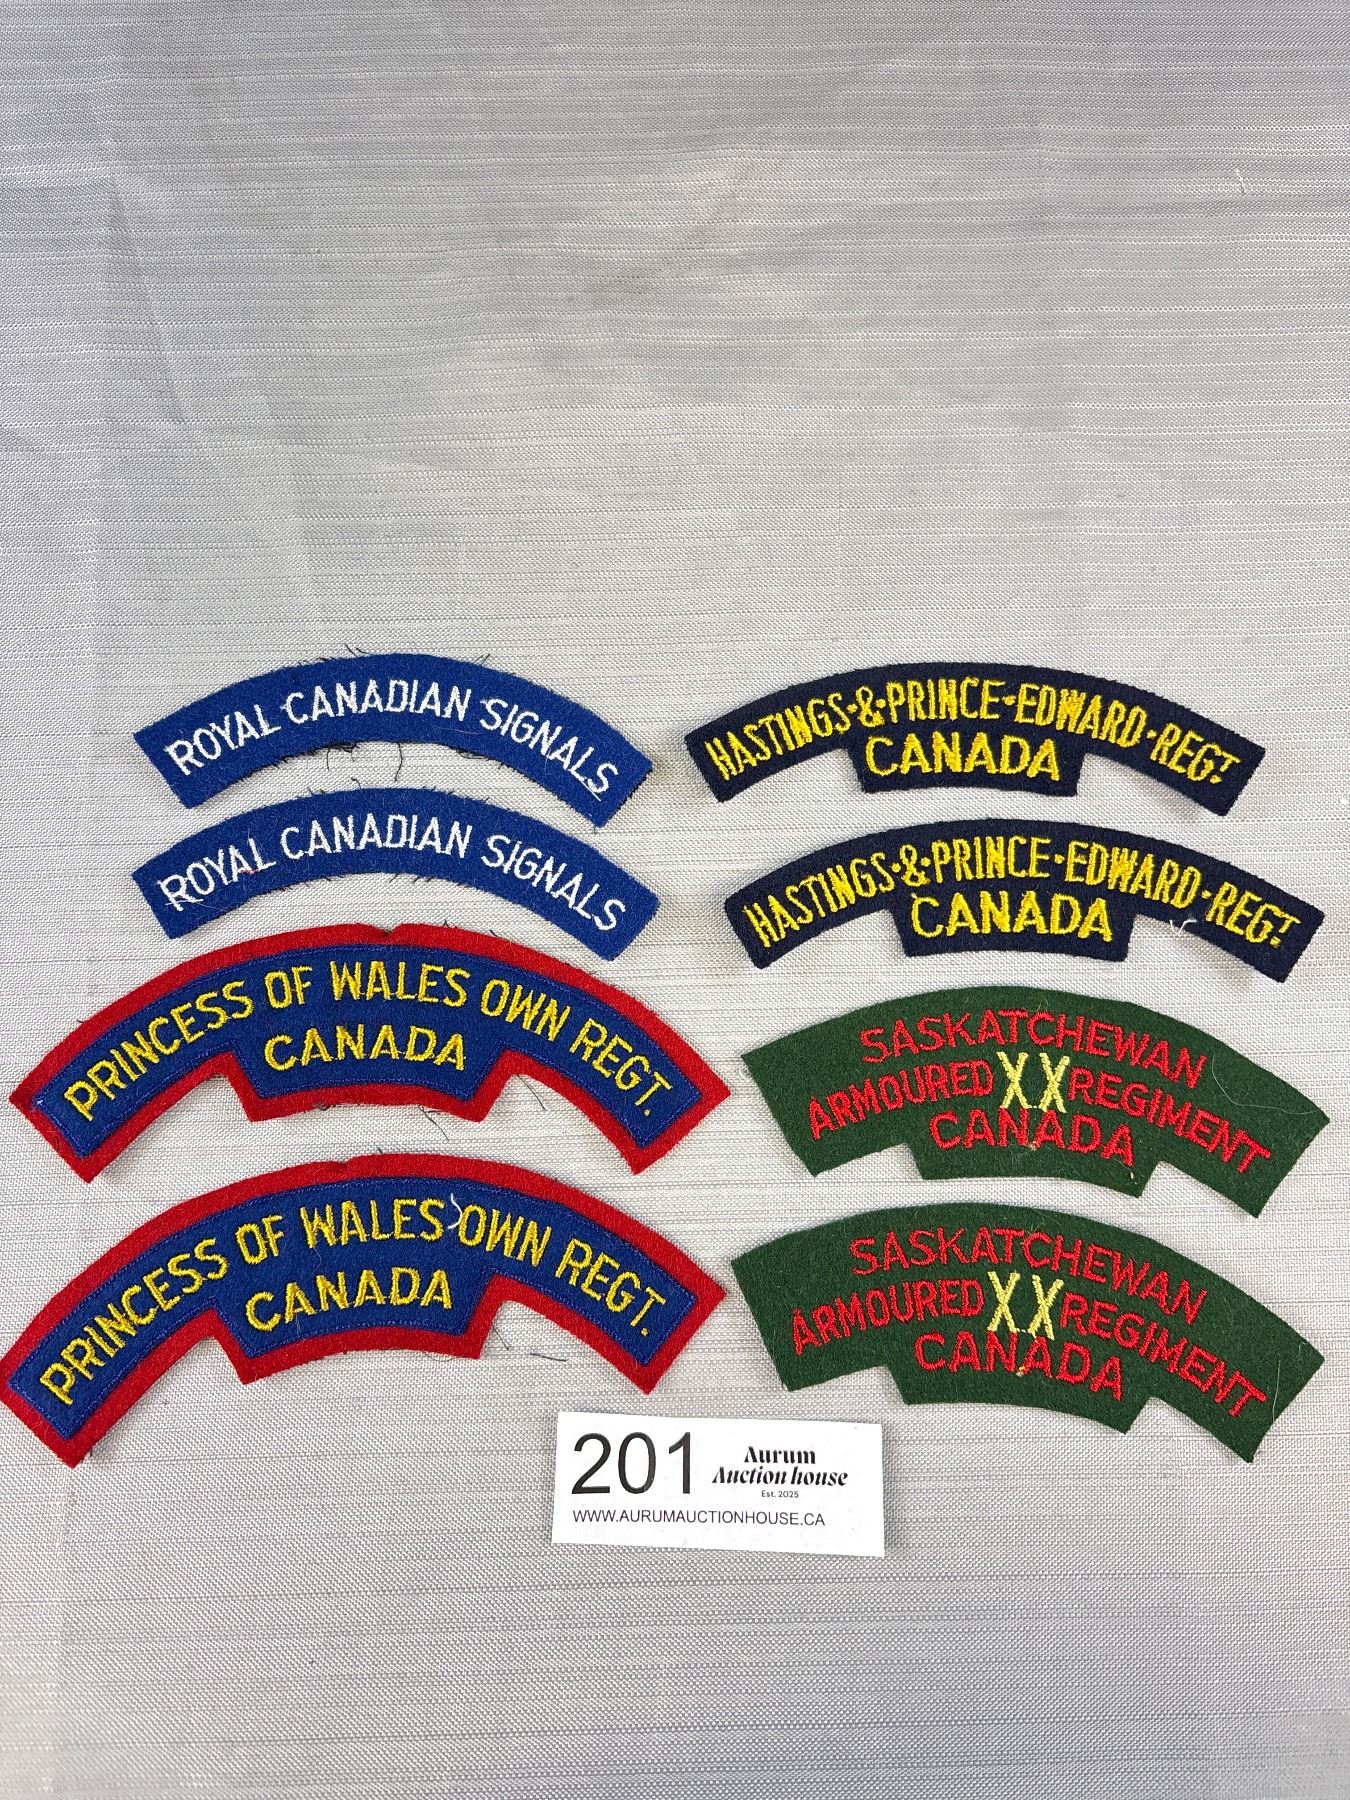 ROYAL CANADIAN SIGNALS
ROYAL CANADIAN SIGNALS
PRINCESS OF WALES OWN REGT.
CANADA
PRINCESS OF WALES OWN REGT.
CANADA
HASTINGS·&·PRINCE·EDWARD·REGT.
CANADA
HASTINGS·&·PRINCE·EDWARD·REGT.
CANADA
SASKATCHEWAN
ARMOURED XX REGIMENT
CANADA
SASKATCHEWAN
ARMOURED XX REGIMENT
CANADA
201
Aurum
Auction house
Est. 2025
WWW.AURUMAUCTIONHOUSE.CA